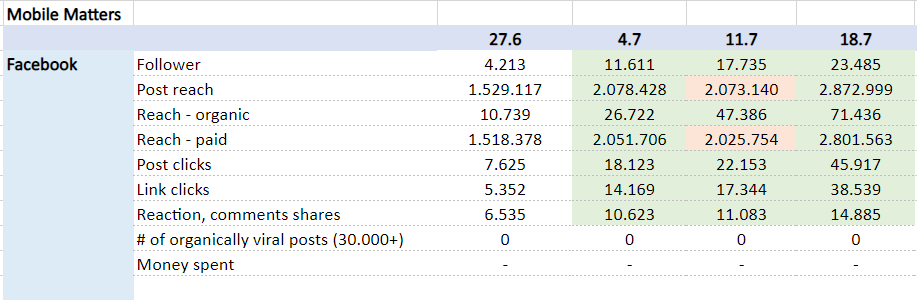 Mobile Matters
27.6 4.7 11.7 18.7
Facebook Follower 4.213 11.611 17.735 23.485
Post reach 1.529.117 2.078.428 2.073.140 2.872.999
Reach - organic 10.739 26.722 47.386 71.436
Reach - paid 1.518.378 2.051.706 2.025.754 2.801.563
Post clicks 7.625 18.123 22.153 45.917
Link clicks 5.352 14.169 17.344 38.539
Reaction, comments shares 6.535 10.623 11.083 14.885
# of organically viral posts (30.000+) 0 0 0 0
Money spent - - - -